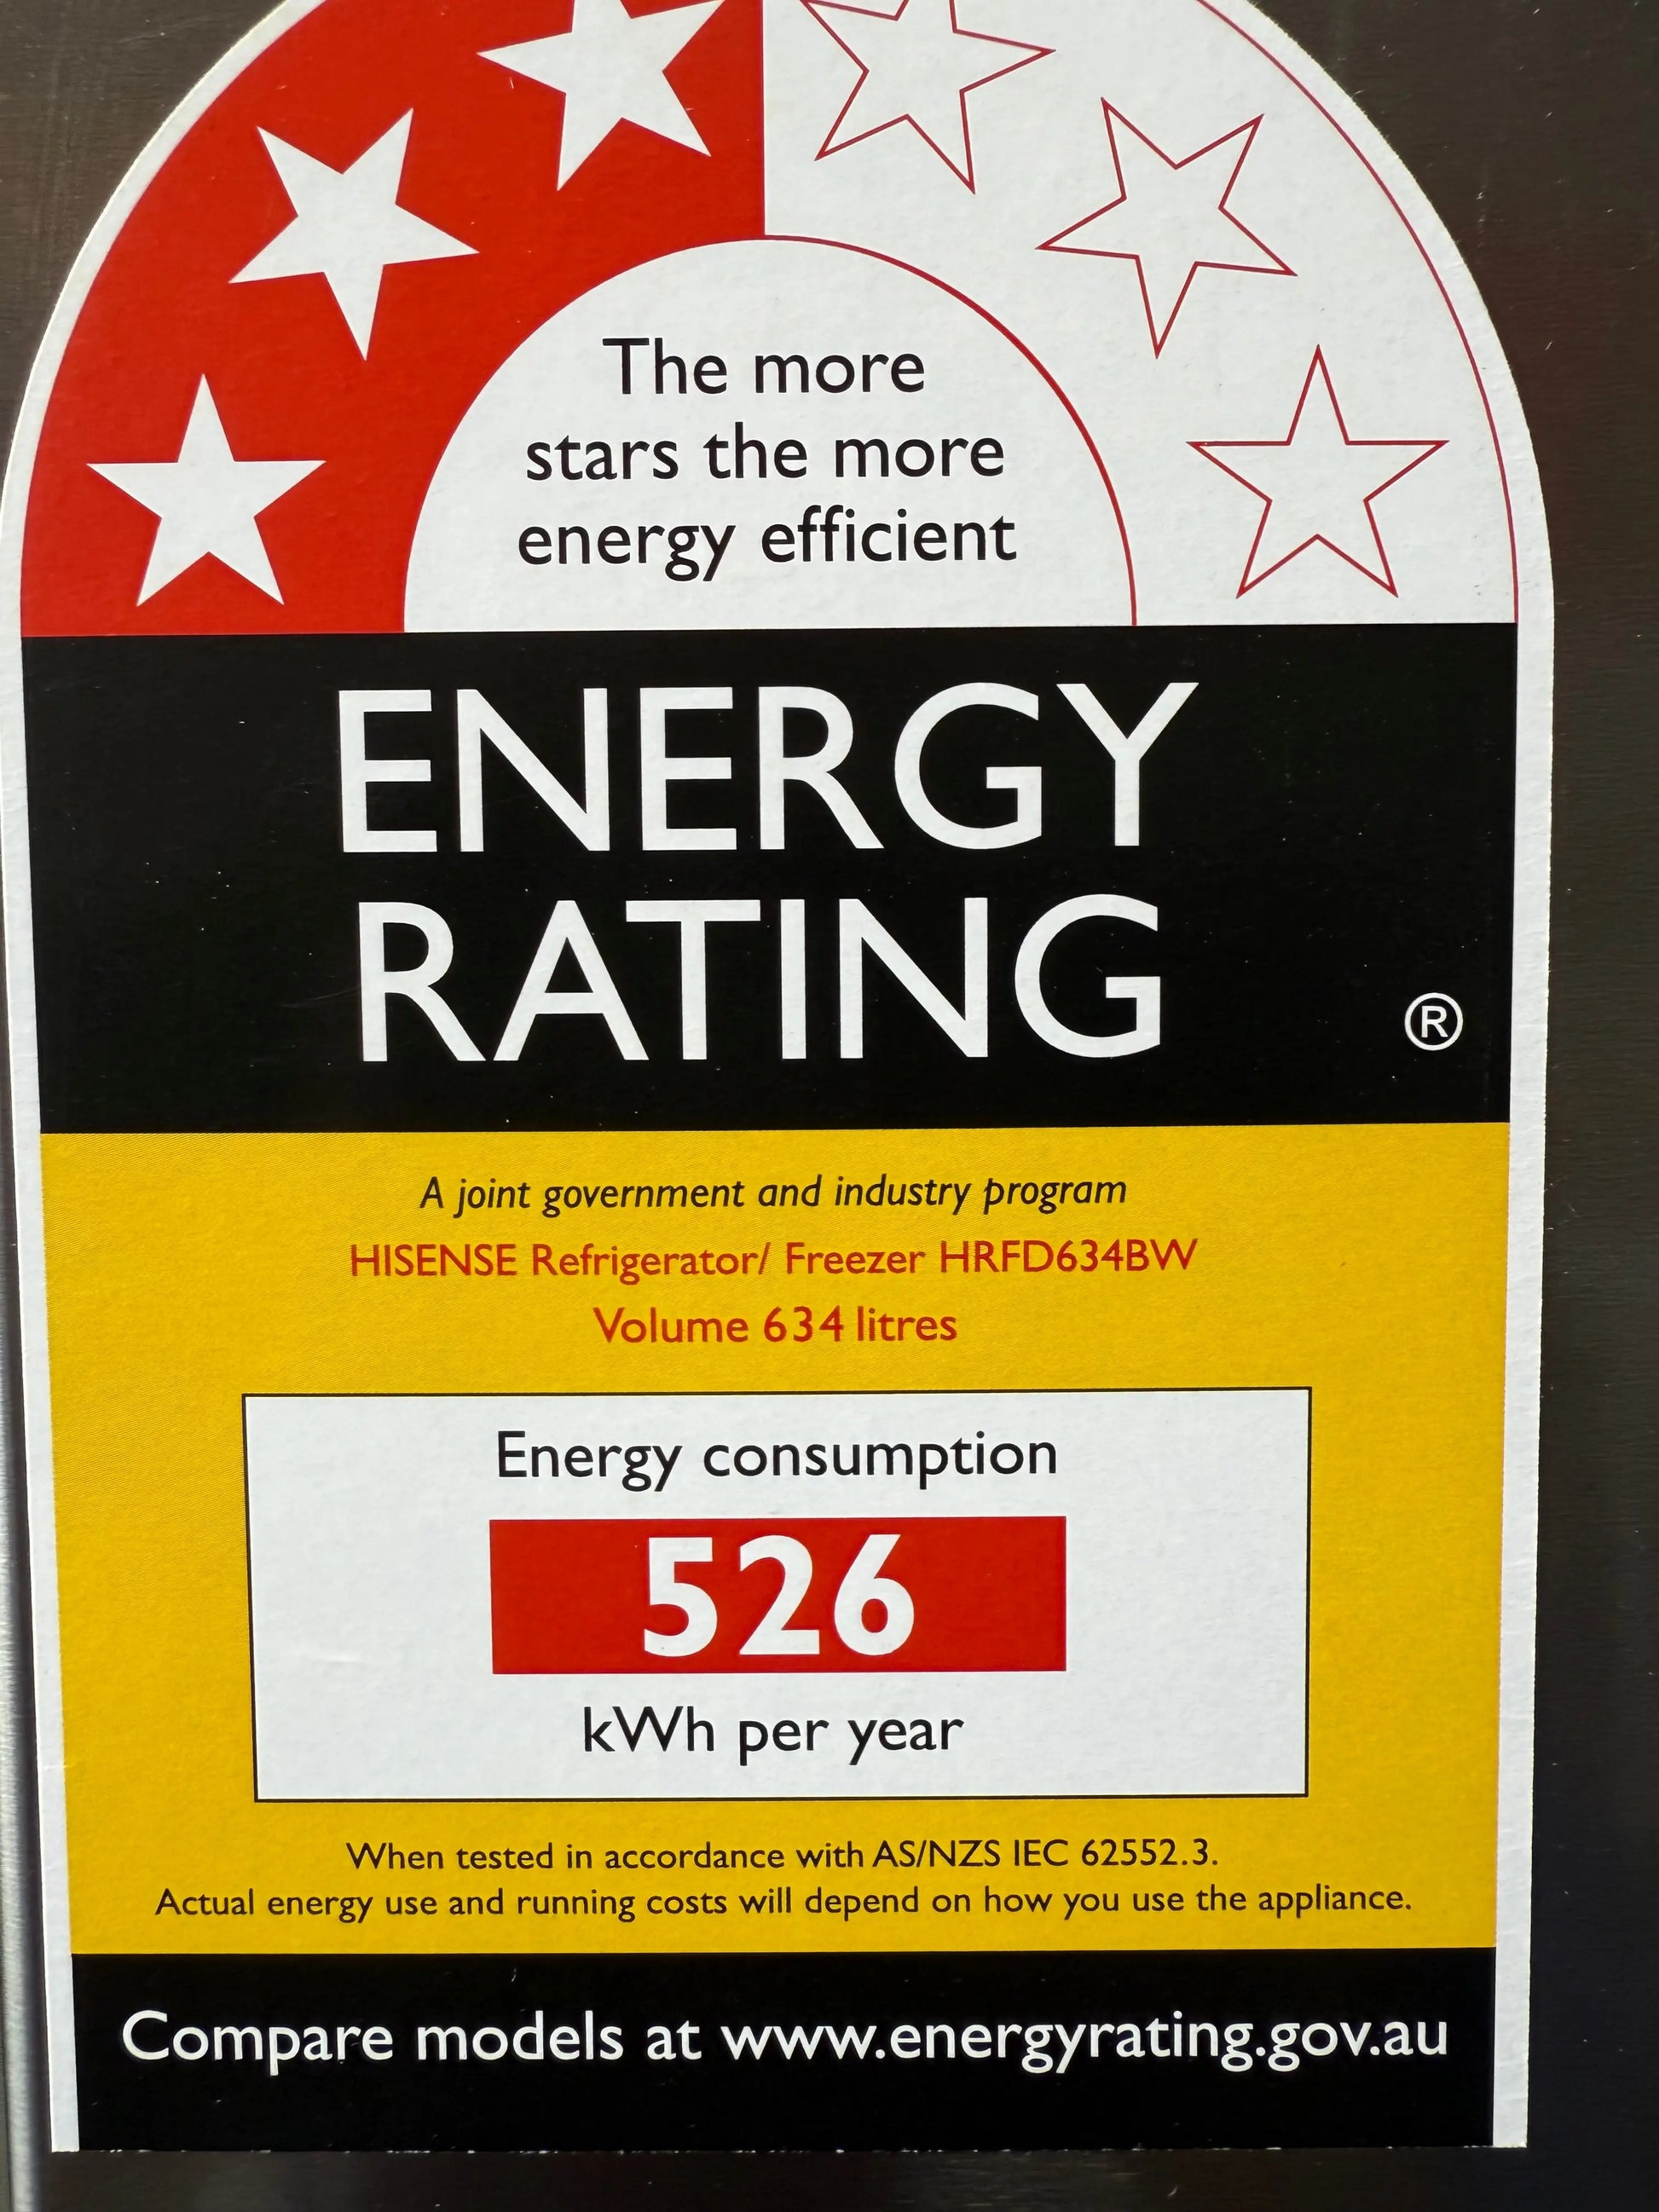 The more
stars the more
energy efficient
ENERGY
RATING
®
A joint government and industry program
HISENSE Refrigerator/ Freezer HRFD634BW
Volume 634 litres
Energy consumption
526
kWh per year
When tested in accordance with AS/NZS IEC 62552.3.
Actual energy use and running costs will depend on how you use the appliance.
Compare models at www.energyrating.gov.au